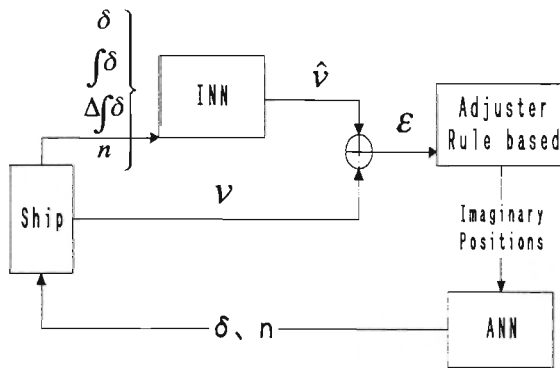 δ
∫δ
Δ∫δ
n
INN
v̂
ε
Adjuster
Rule based
v
Ship
Imaginary
Positions
δ、n
ANN